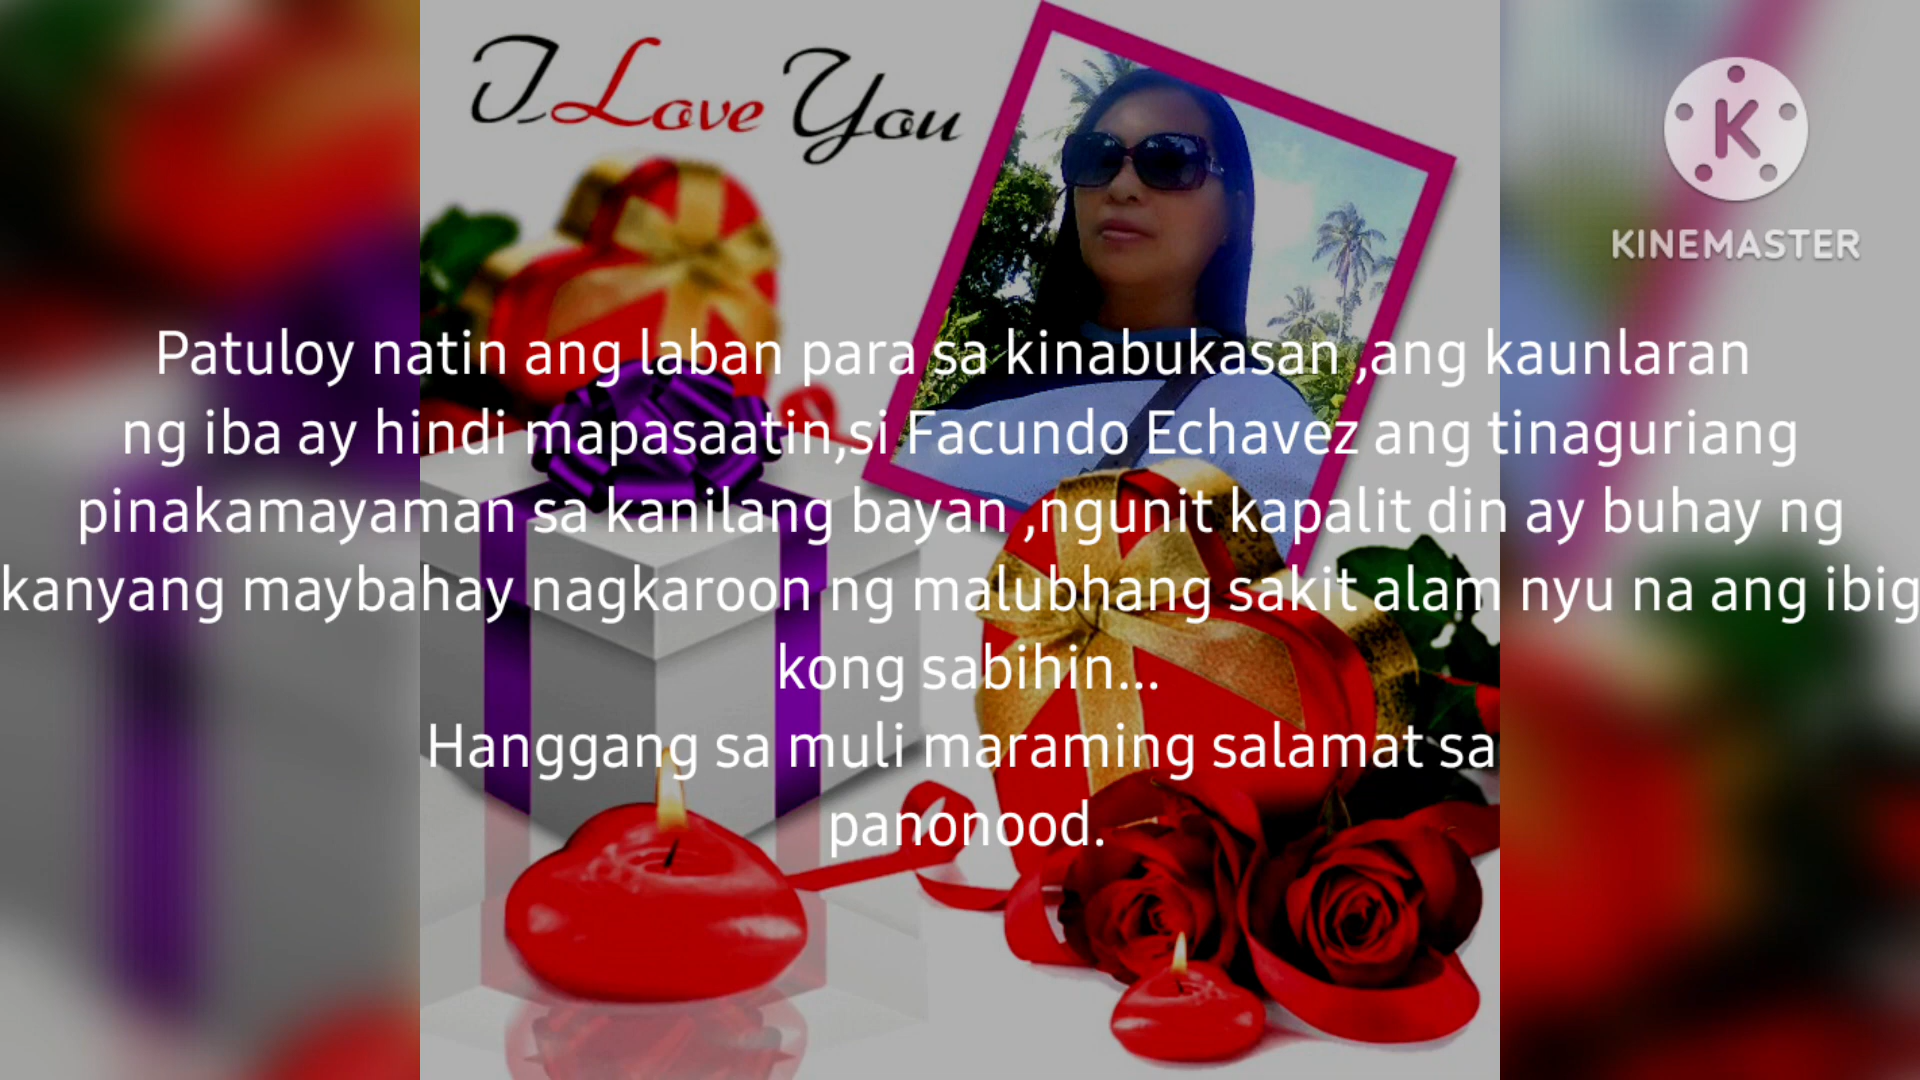 I Love You
KINEMASTER
Patuloy natin ang laban para sa kinabukasan ,ang kaunlaran
ng iba ay hindi mapasaatin,si Facundo Echavez ang tinaguriang
pinakamayaman sa kanilang bayan ,ngunit kapalit din ay buhay ng
kanyang maybahay nagkaroon ng malubhang sakit alam nyu na ang ibig
kong sabihin...
Hanggang sa muli maraming salamat sa
panonood.